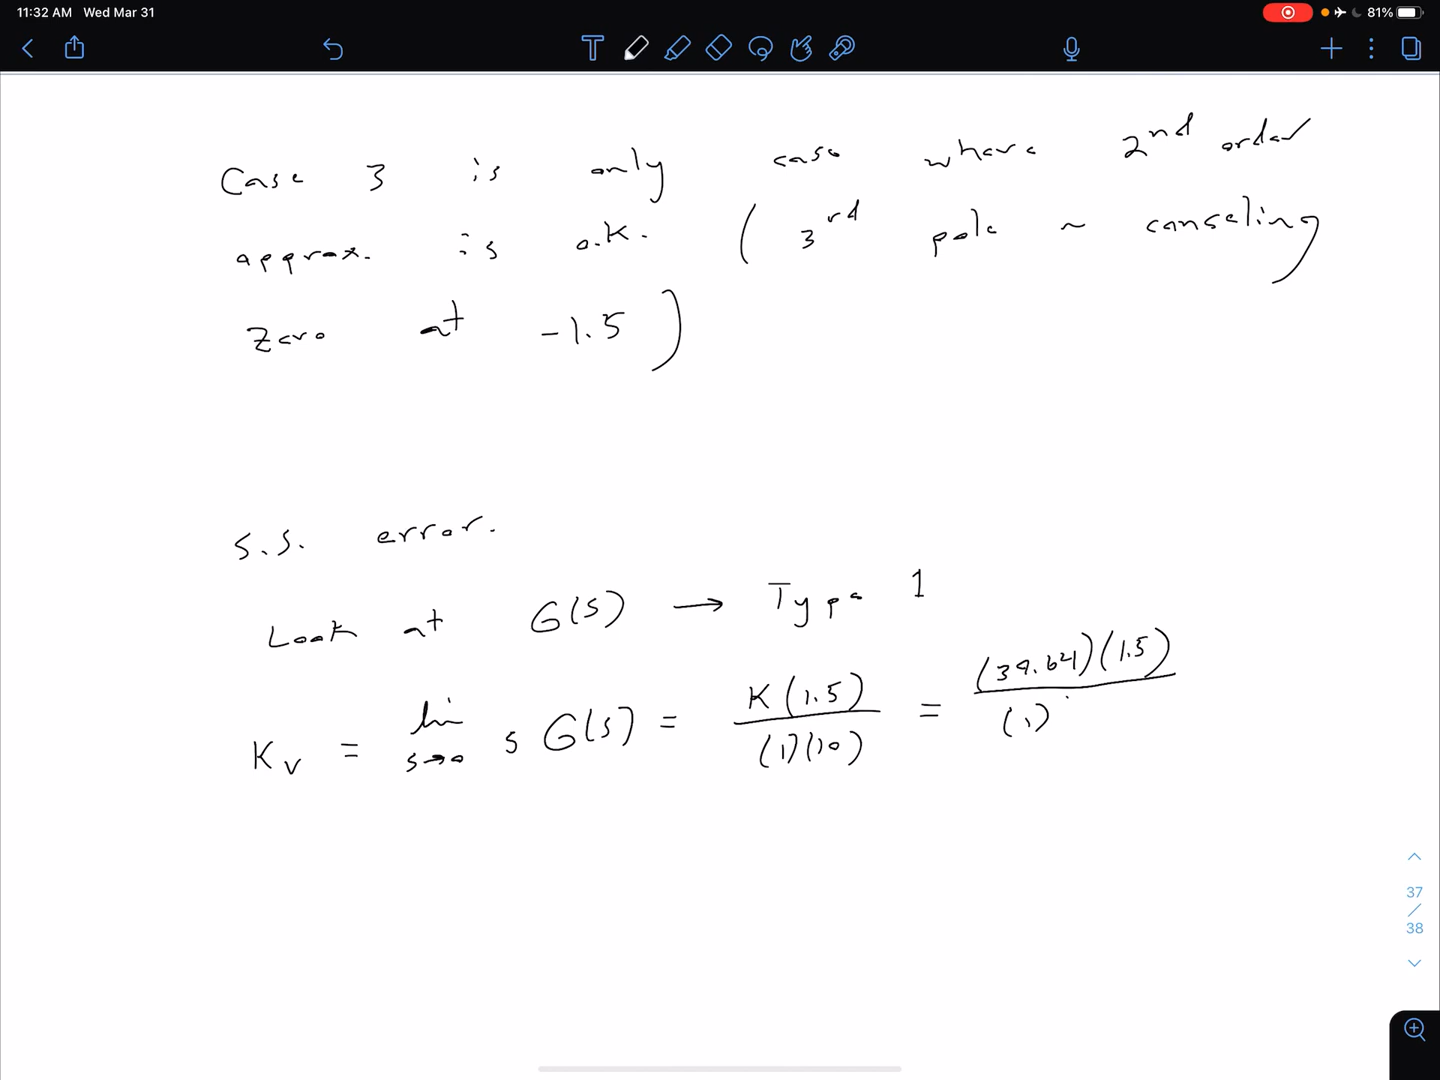 11:32 AM Wed Mar 31
81%
Case 3 is only case where 2nd order
approx. is o.k. ( 3rd pole ~ canseling
Zero at -1.5 )
s.s. error.
Look at G(s) → Type 1
Kv = lim s→0 s G(s) = K(1.5) / (1)(10) = (39.64)(1.5) / (1)
37
/
38